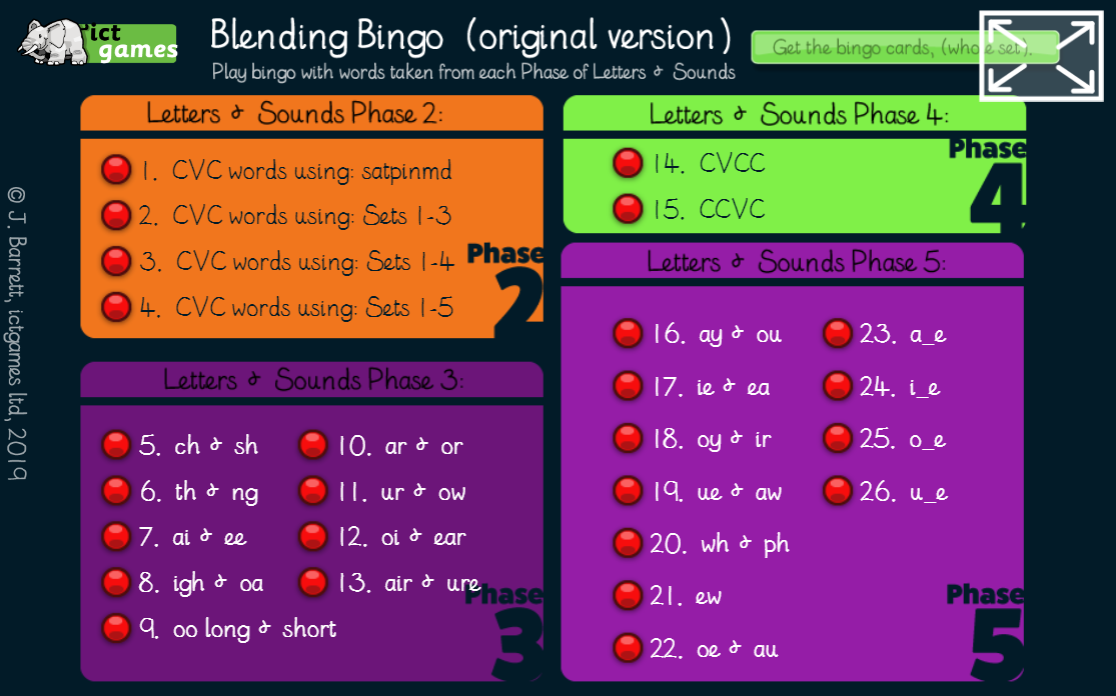 ict
games
Blending Bingo (original version)
Play bingo with words taken from each Phase of Letters & Sounds
Get the bingo cards, (whole set).
© J. Barrett, ictgames ltd, 2019
Letters & Sounds Phase 2:
1. CVC words using: satpinmd
2. CVC words using: Sets 1-3
3. CVC words using: Sets 1-4
4. CVC words using: Sets 1-5
Phase
2
Letters & Sounds Phase 3:
5. ch & sh
6. th & ng
7. ai & ee
8. igh & oa
9. oo long & short
10. ar & or
11. ur & ow
12. oi & ear
13. air & ure
Phase
3
Letters & Sounds Phase 4:
14. CVCC
15. CCVC
Phase
4
Letters & Sounds Phase 5:
16. ay & ou
17. ie & ea
18. oy & ir
19. ue & aw
20. wh & ph
21. ew
22. oe & au
23. a_e
24. i_e
25. o_e
26. u_e
Phase
5